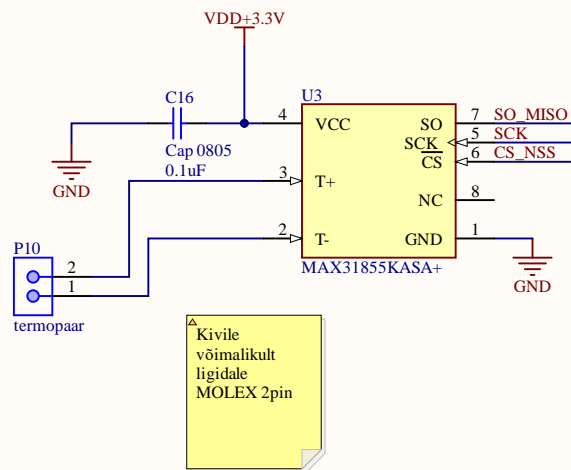 VDD+3.3V
C16
Cap 0805
0.1uF
GND
U3
4 VCC
SO 7 SO_MISO
SCK 5 SCK
CS 6 CS_NSS
3 T+
NC 8
2 T-
GND 1
MAX31855KASA+
GND
P10
2
1
termopaar
Kivile
võimalikult
ligidale
MOLEX 2pin